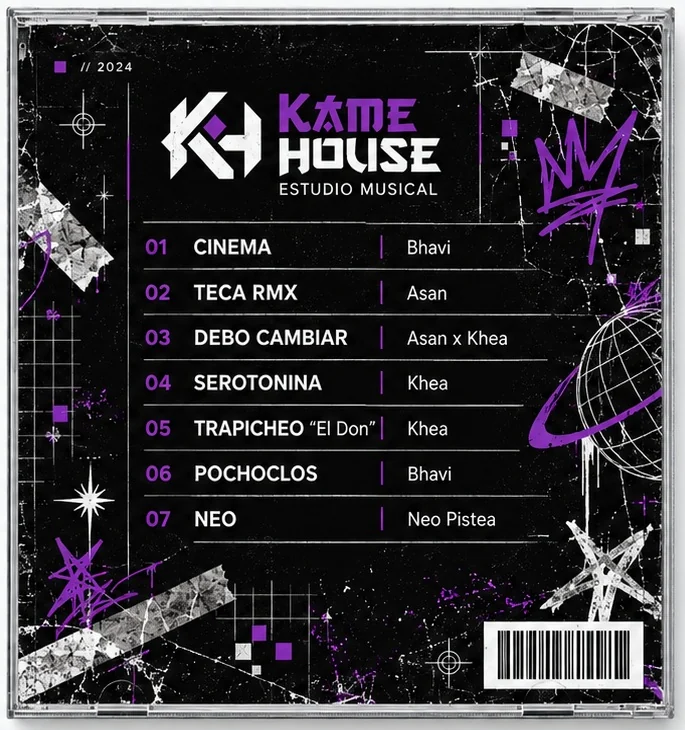 // 2024
KH
KAME
HOUSE
ESTUDIO MUSICAL
01 CINEMA | Bhavi
02 TECA RMX | Asan
03 DEBO CAMBIAR | Asan x Khea
04 SEROTONINA | Khea
05 TRAPICHEO “El Don” | Khea
06 POCHOCLOS | Bhavi
07 NEO | Neo Pistea